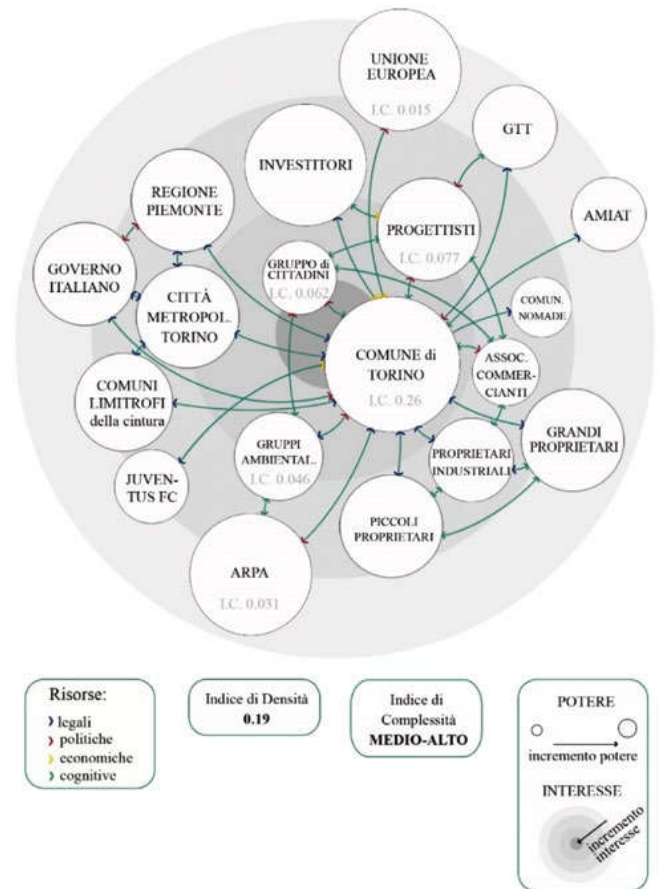 UNIONE
EUROPEA
I.C. 0.015
GTT
INVESTITORI
REGIONE
PIEMONTE
AMIAT
PROGETTISTI
I.C. 0.077
GOVERNO
ITALIANO
GRUPPO di
CITTADINI
I.C. 0.062
CITTÀ
METROPOL.
TORINO
COMUN.
NOMADE
COMUNE di
TORINO
I.C. 0.26
ASSOC.
COMMER-
CIANTI
COMUNI
LIMITROFI
della cintura
GRANDI
PROPRIETARI
GRUPPI
AMBIENTAL.
I.C. 0.046
PROPRIETARI
INDUSTRIALI
JUVEN-
TUS FC
PICCOLI
PROPRIETARI
ARPA
I.C. 0.031
Risorse:
legali
politiche
economiche
cognitive
Indice di Densità
0.19
Indice di
Complessità
MEDIO-ALTO
POTERE
incremento potere
INTERESSE
incremento
interesse